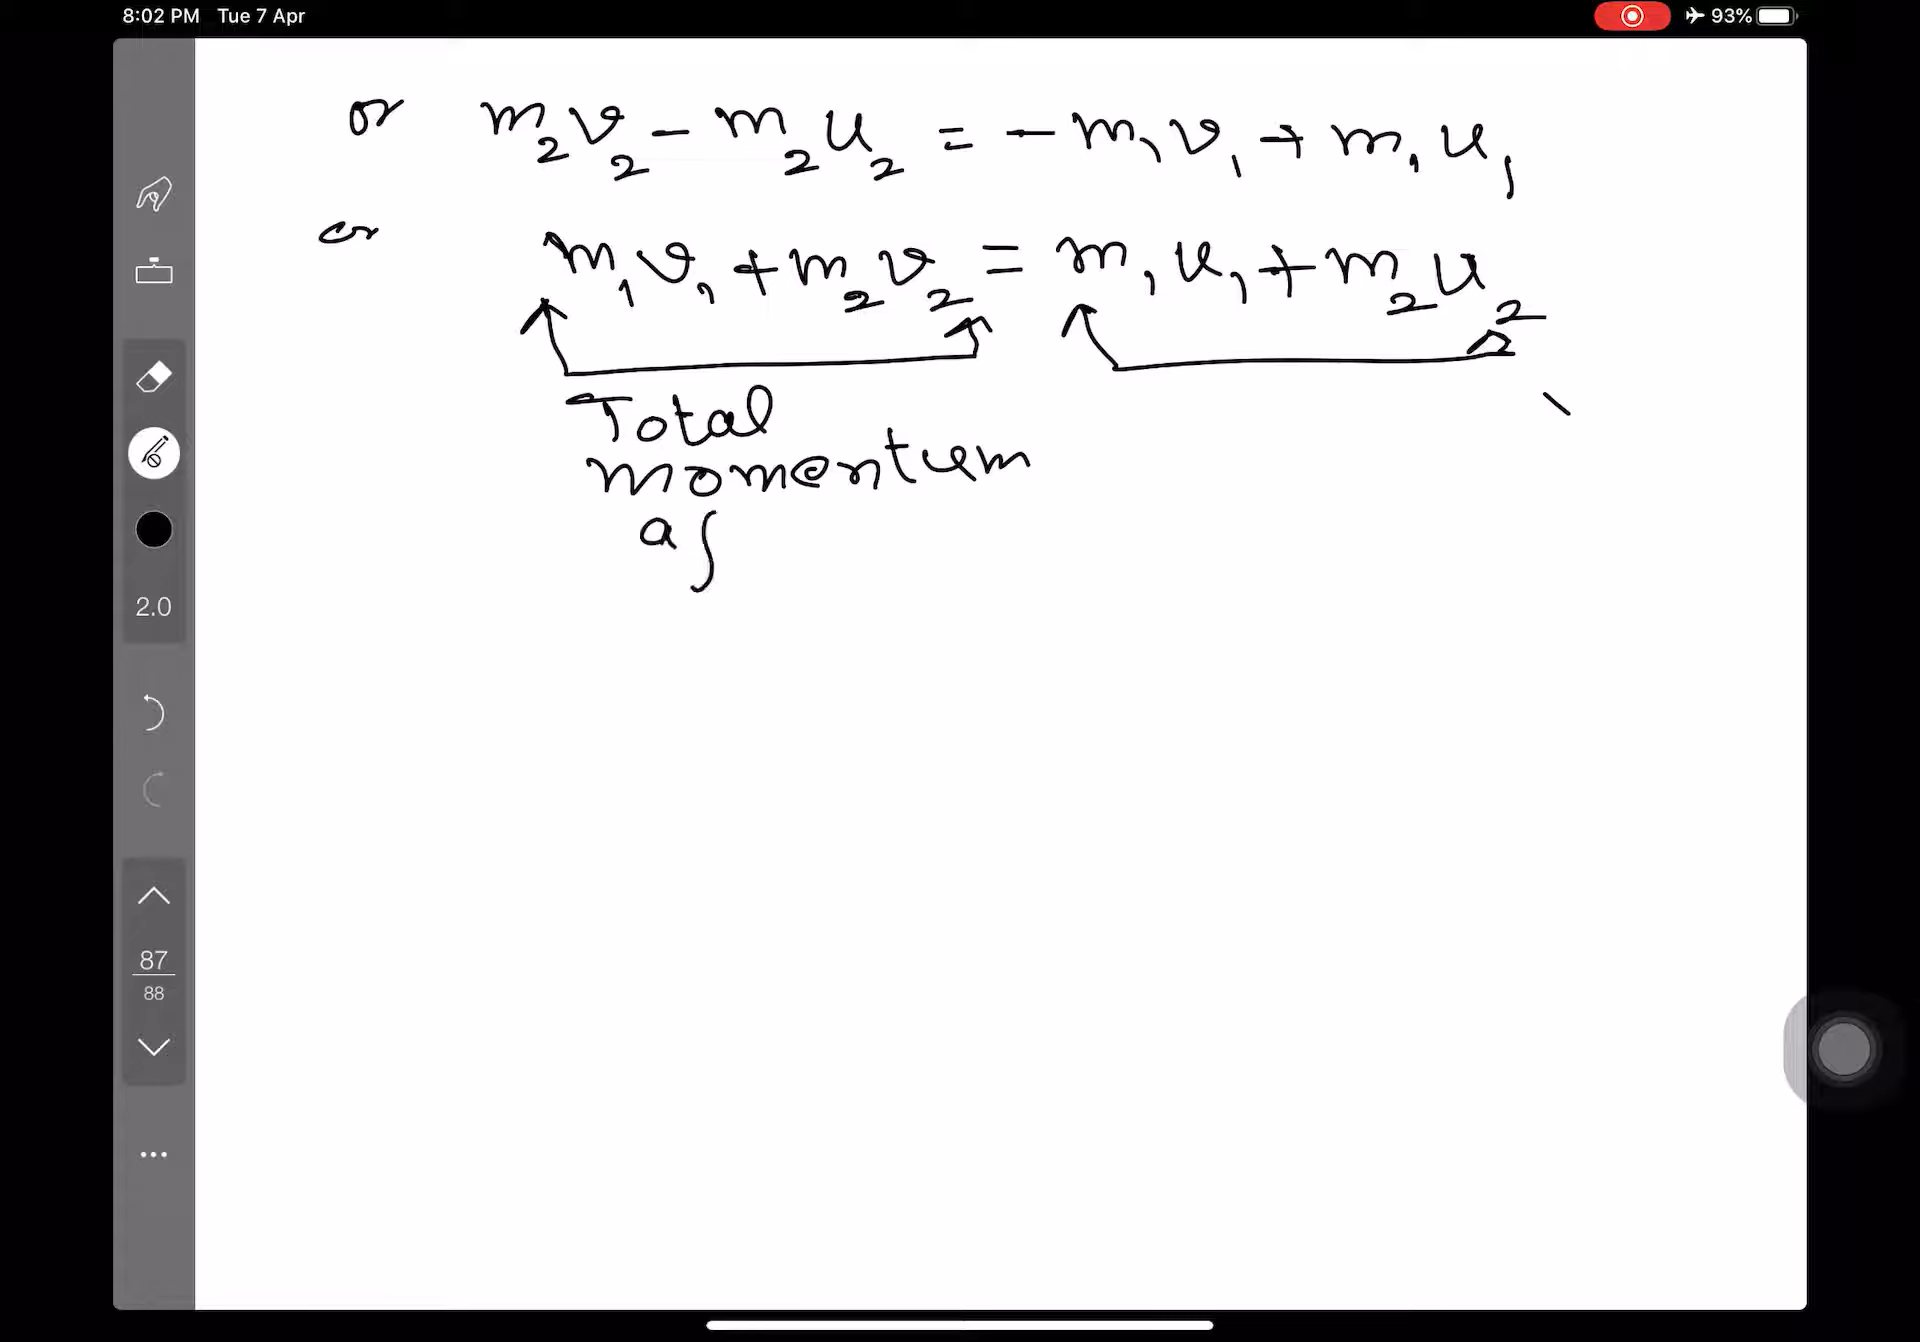 8:02 PM Tue 7 Apr 93%
or m₂v₂ - m₂u₂ = - m₁v₁ + m₁u₁
or m₁v₁ + m₂v₂ = m₁u₁ + m₂u₂
Total
momentum
af
2.0
87
88